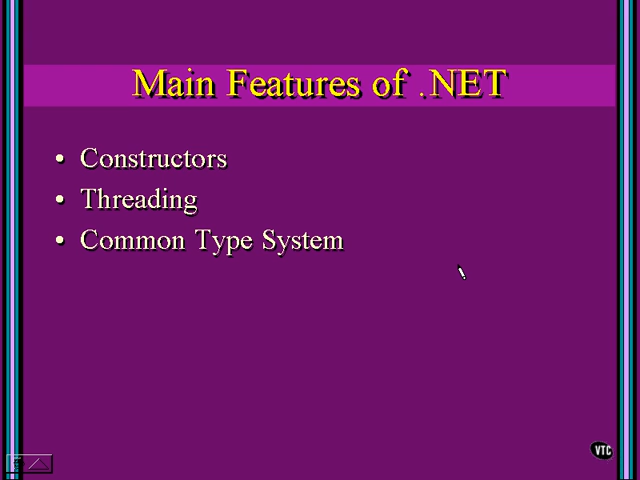 Main Features of .NET
• Constructors
• Threading
• Common Type System
VTC